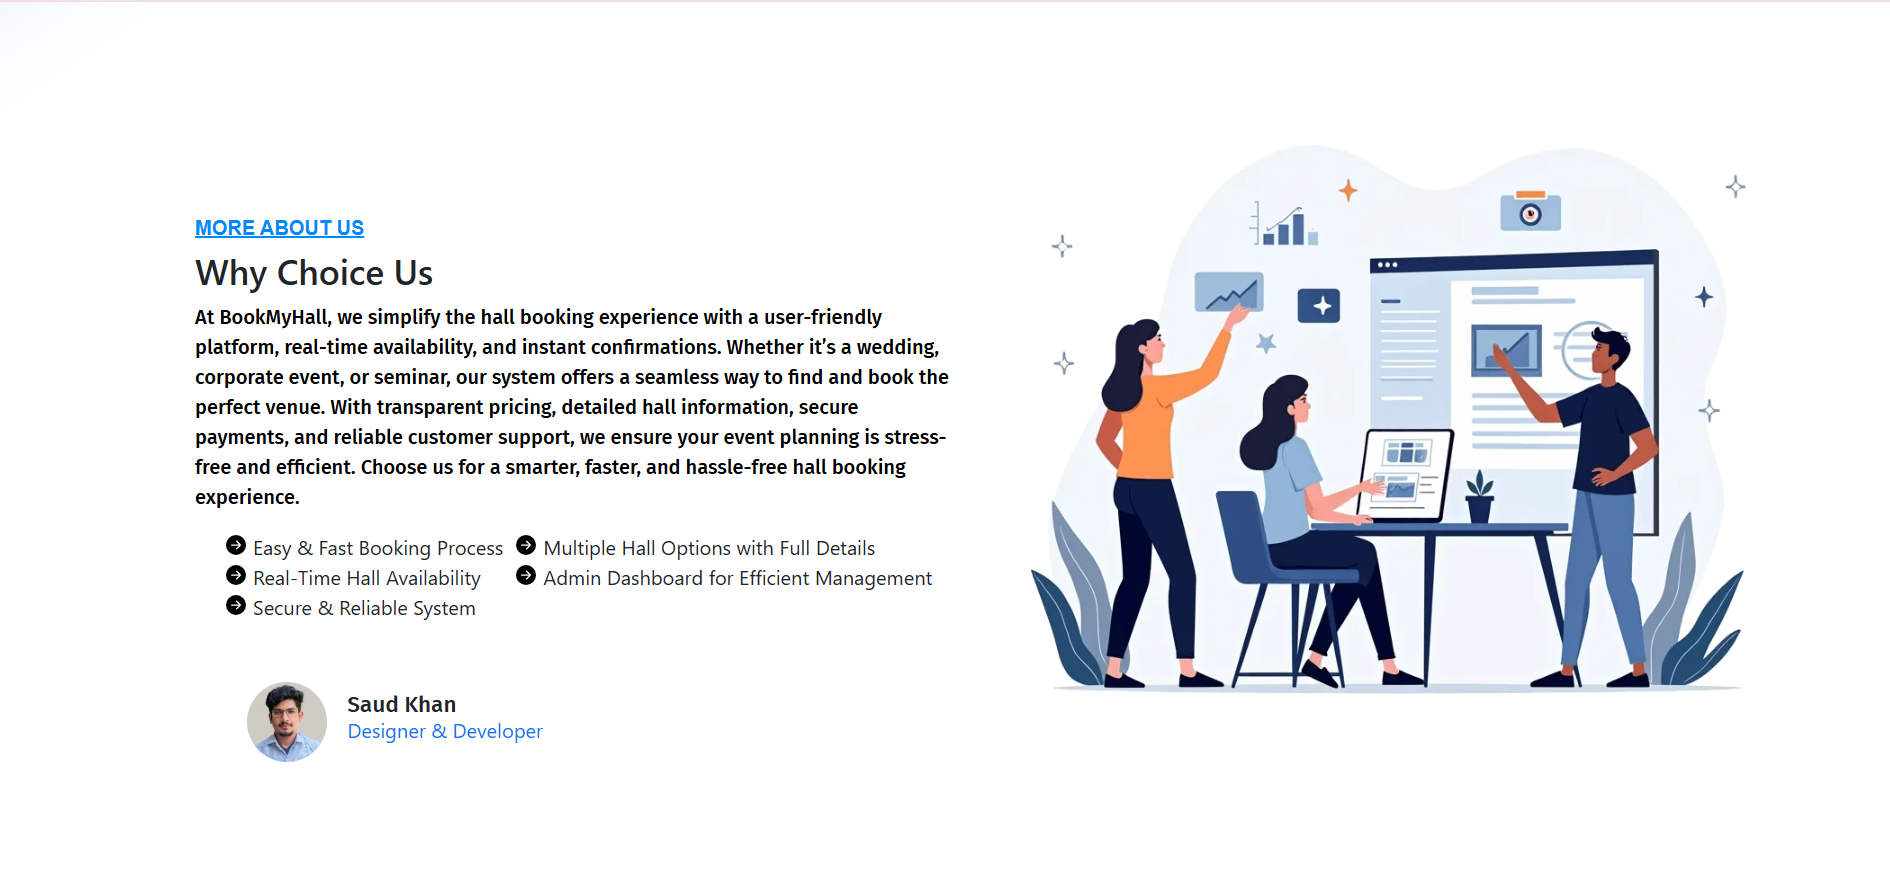 MORE ABOUT US
Why Choice Us
At BookMyHall, we simplify the hall booking experience with a user-friendly
platform, real-time availability, and instant confirmations. Whether it’s a wedding,
corporate event, or seminar, our system offers a seamless way to find and book the
perfect venue. With transparent pricing, detailed hall information, secure
payments, and reliable customer support, we ensure your event planning is stress-
free and efficient. Choose us for a smarter, faster, and hassle-free hall booking
experience.
Easy & Fast Booking Process
Real-Time Hall Availability
Secure & Reliable System
Multiple Hall Options with Full Details
Admin Dashboard for Efficient Management
Saud Khan
Designer & Developer